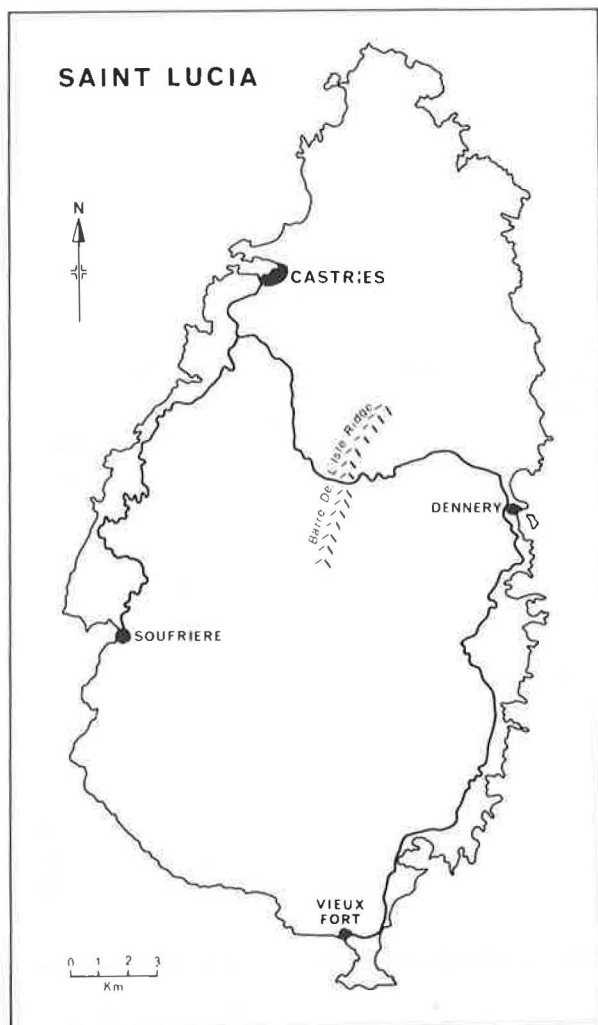 SAINT LUCIA
N
CASTRIES
Barre De L'Isle Ridge
DENNERY
SOUFRIERE
VIEUX
FORT
0 1 2 3
Km